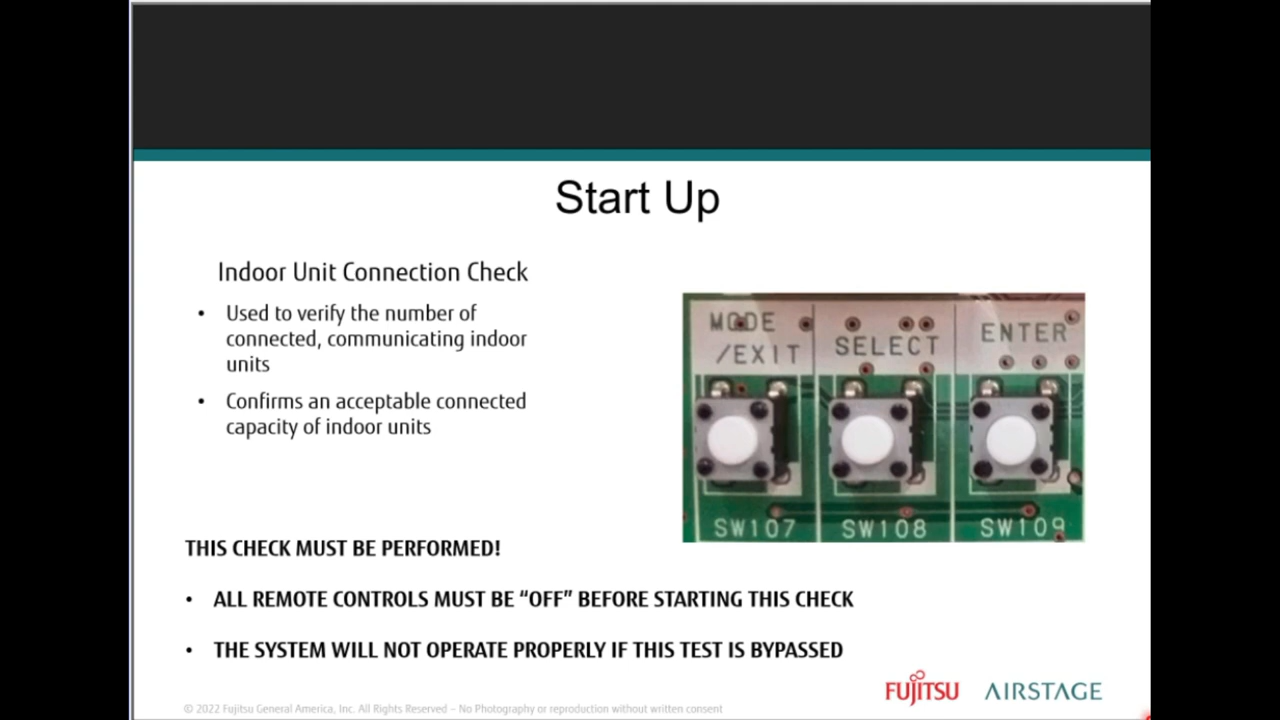 Start Up
Indoor Unit Connection Check
• Used to verify the number of
connected, communicating indoor
units
• Confirms an acceptable connected
capacity of indoor units
MODE
/EXIT
SELECT
ENTER
SW107
SW108
SW109
THIS CHECK MUST BE PERFORMED!
• ALL REMOTE CONTROLS MUST BE “OFF” BEFORE STARTING THIS CHECK
• THE SYSTEM WILL NOT OPERATE PROPERLY IF THIS TEST IS BYPASSED
FUJITSU AIRSTAGE
© 2022 Fujitsu General America, Inc. All Rights Reserved – No Photography or reproduction without written consent